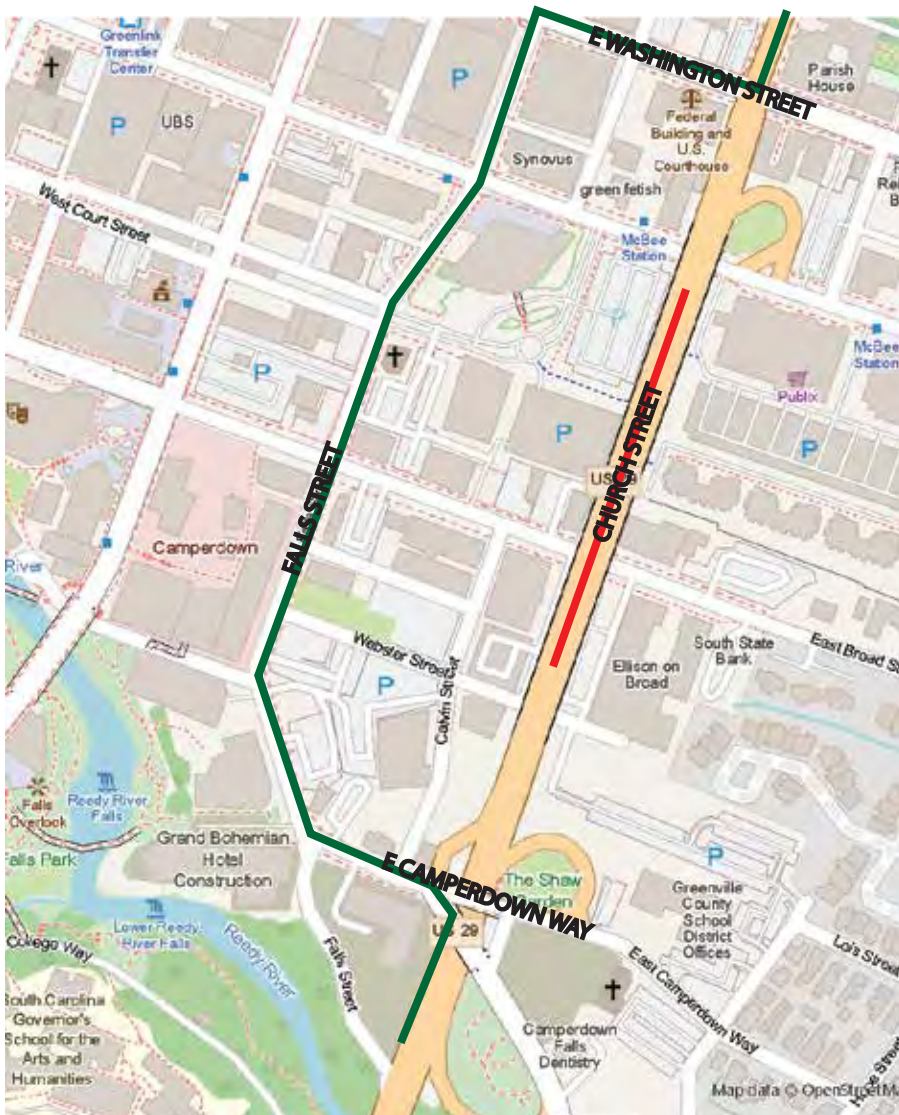 Greenlink
Transfer
Center
P
E WASHINGTON STREET
Parish
House
P
UBS
Federal
Building and
U.S.
Courthouse
Synovus
green fetish
West Court Street
McBee
Station
McBee
Station
P
Publix
P
P
US
CHURCH STREET
FALLS STREET
Camperdown
River
Webster Street
Calvin Street
P
Ellison on
Broad
South State
Bank
East Broad S
Falls
Overlook
Reedy River
Falls
Falls Park
Grand Bohemian
Hotel
Construction
E CAMPERDOWN WAY
The Shaw
P
Greenville
County
School
District
Offices
Lower Reedy
River Falls
Reedy River
College Way
Falls Street
US 29
East Camperdown Way
Lois Street
South Carolina
Governor's
School for the
Arts and
Humanities
Camperdown
Falls
Dentistry
Map data © OpenStreetMa